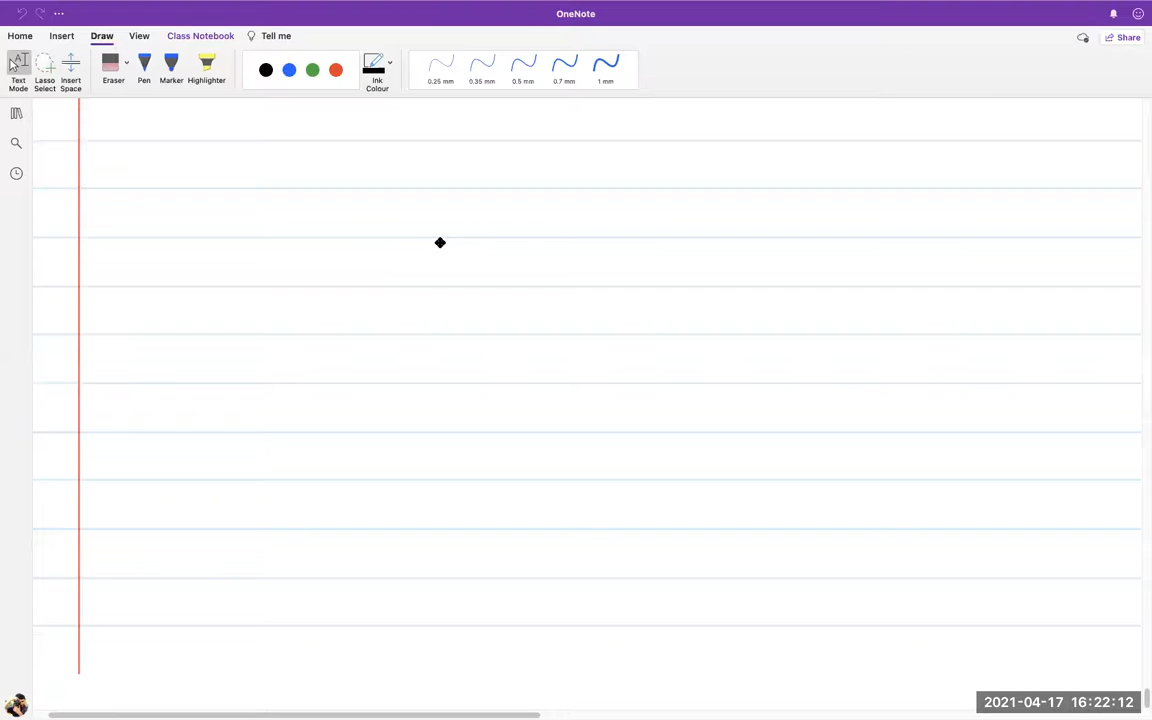 OneNote
Home Insert Draw View Class Notebook Tell me
Share
Text Mode
Lasso Select
Insert Space
Eraser
Pen
Marker
Highlighter
Ink Colour
0.25 mm 0.35 mm 0.5 mm 0.7 mm 1 mm
2021-04-17 16:22:12